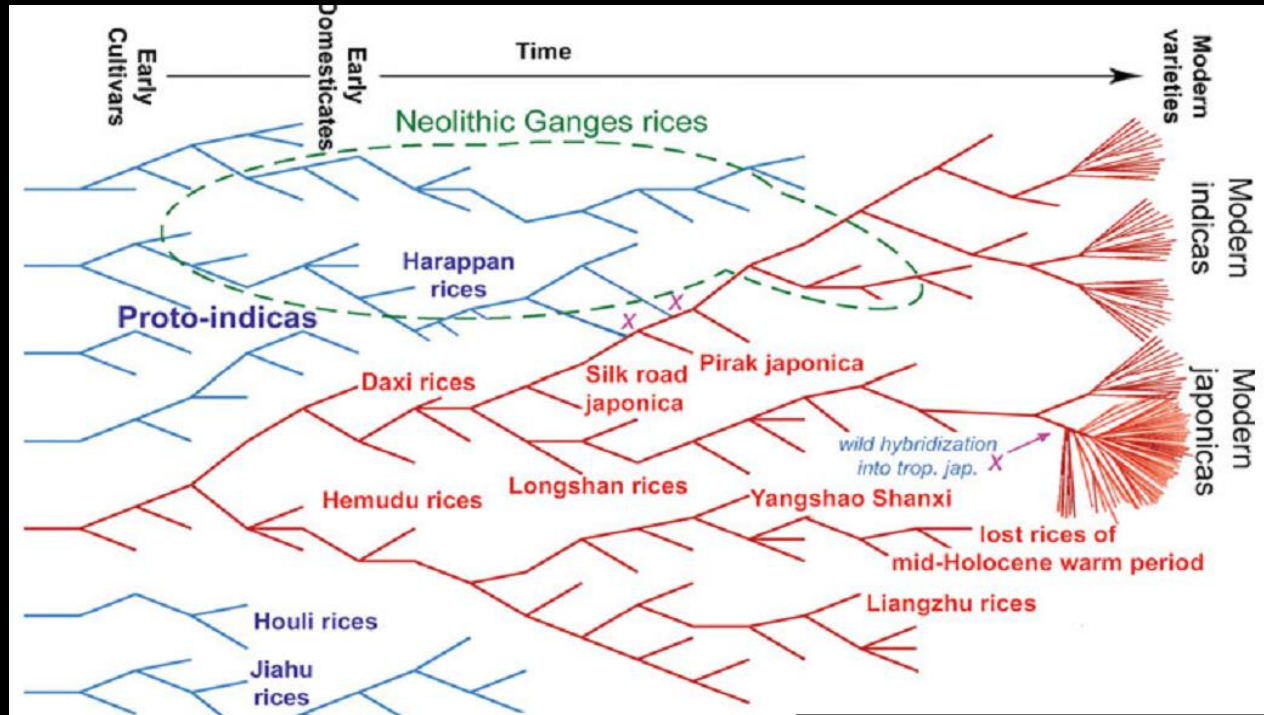 Early
Cultivars
Early
Domesticates
Time
Modern
varieties
Neolithic Ganges rices
Harappan
rices
Proto-indicas
X
X
Modern
indicas
Daxi rices
Silk road
japonica
Pirak japonica
Modern
japonicas
wild hybridization
into trop. jap. X
Hemudu rices
Longshan rices
Yangshao Shanxi
lost rices of
mid-Holocene warm period
Liangzhu rices
Houli rices
Jiahu
rices